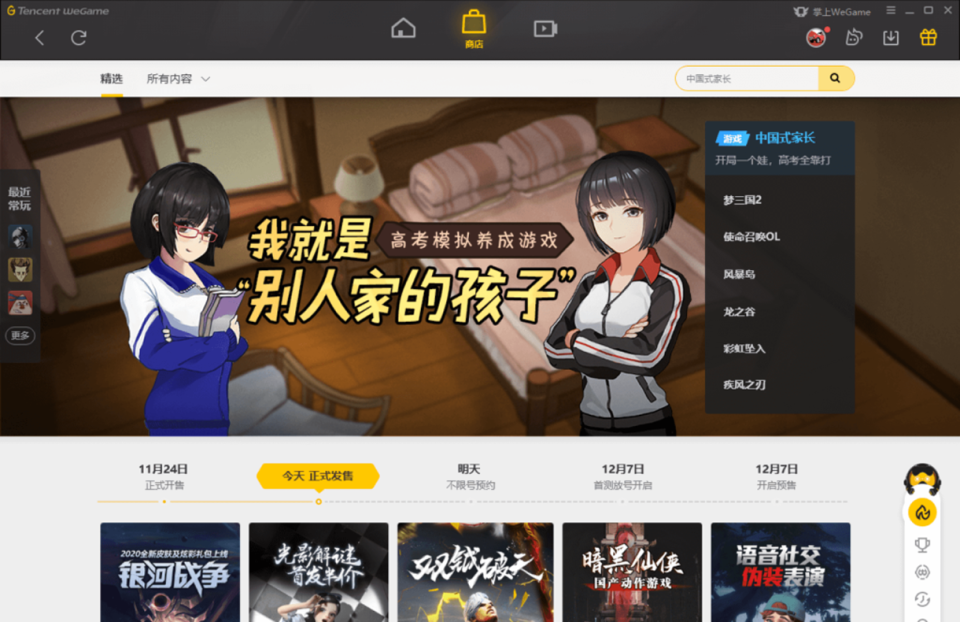 Tencent WeGame
掌上WeGame
商店
精选
所有内容
中国式家长
最近
常玩
更多
我就是
高考模拟养成游戏
“别人家的孩子”
游戏 中国式家长
开局一个娃，高考全靠打
梦三国2
使命召唤OL
风暴岛
龙之谷
彩虹坠入
疾风之刃
11月24日
正式开售
今天 正式发售
明天
不限号预约
12月7日
首测放号开启
12月7日
开启预售
2020全新皮肤及炫彩礼包上线
银河战争
光影解谜
首发半价
双钺破天
暗黑仙侠
国产动作游戏
语音社交
伪装表演